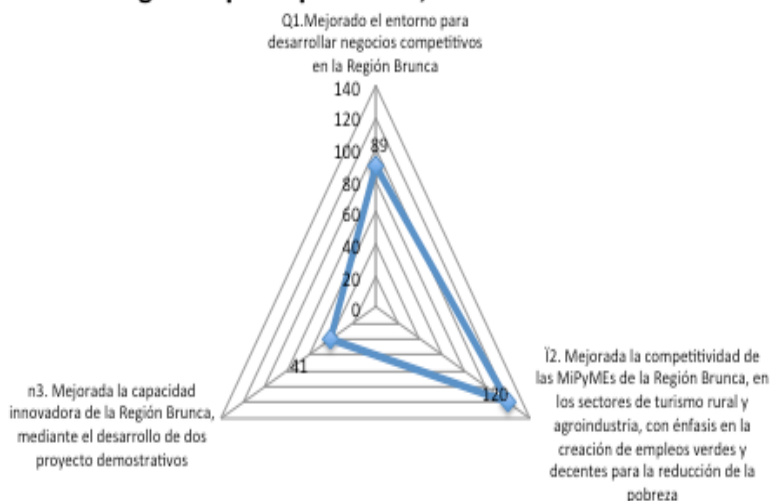 Q1.Mejorado el entorno para
desarrollar negocios competitivos
en la Región Brunca
140
120
100
89
80
60
40
20
0
41
120
n3. Mejorada la capacidad
innovadora de la Región Brunca,
mediante el desarrollo de dos
proyecto demostrativos
Ï2. Mejorada la competitividad de
las MiPyMEs de la Región Brunca, en
los sectores de turismo rural y
agroindustria, con énfasis en la
creación de empleos verdes y
decentes para la reducción de la
pobreza